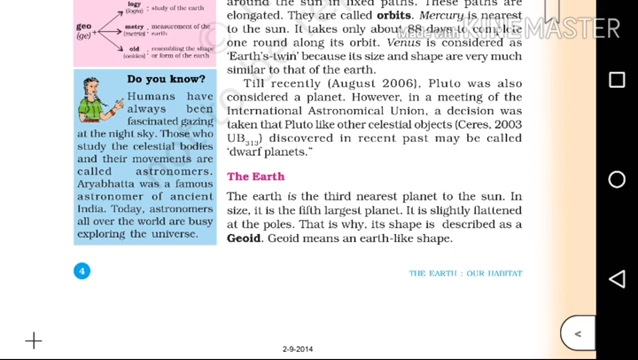 logy
(logia)
: study of the earth
geo
(ge)
metry
(metria)
: measurement of the
earth
oid
(oeides)
: resembling the shape
or form of the earth
Do you know?
Humans have
always been
fascinated gazing
at the night sky. Those who
study the celestial bodies
and their movements are
called astronomers.
Aryabhatta was a famous
astronomer of ancient
India. Today, astronomers
all over the world are busy
exploring the universe.
around the sun in fixed paths. These paths are
elongated. They are called orbits. Mercury is nearest
to the sun. It takes only about 88 days to complete
one round along its orbit. Venus is considered as
‘Earth’s-twin’ because its size and shape are very much
similar to that of the earth.
Till recently (August 2006), Pluto was also
considered a planet. However, in a meeting of the
International Astronomical Union, a decision was
taken that Pluto like other celestial objects (Ceres, 2003
UB313) discovered in recent past may be called
‘dwarf planets.”
The Earth
The earth is the third nearest planet to the sun. In
size, it is the fifth largest planet. It is slightly flattened
at the poles. That is why, its shape is described as a
Geoid. Geoid means an earth-like shape.
4
THE EARTH : OUR HABITAT
2-9-2014
Made with
KINEMASTER